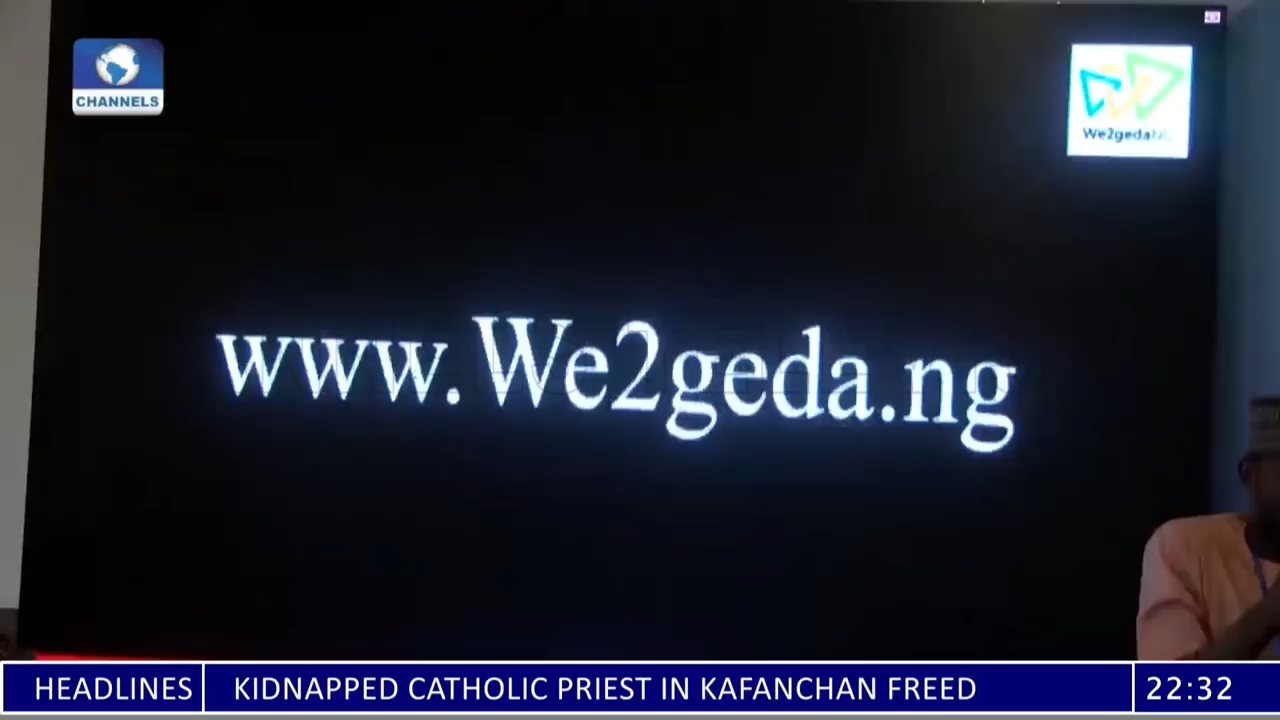 CHANNELS
We2gedaNG
www.We2geda.ng
HEADLINES
KIDNAPPED CATHOLIC PRIEST IN KAFANCHAN FREED
22:32